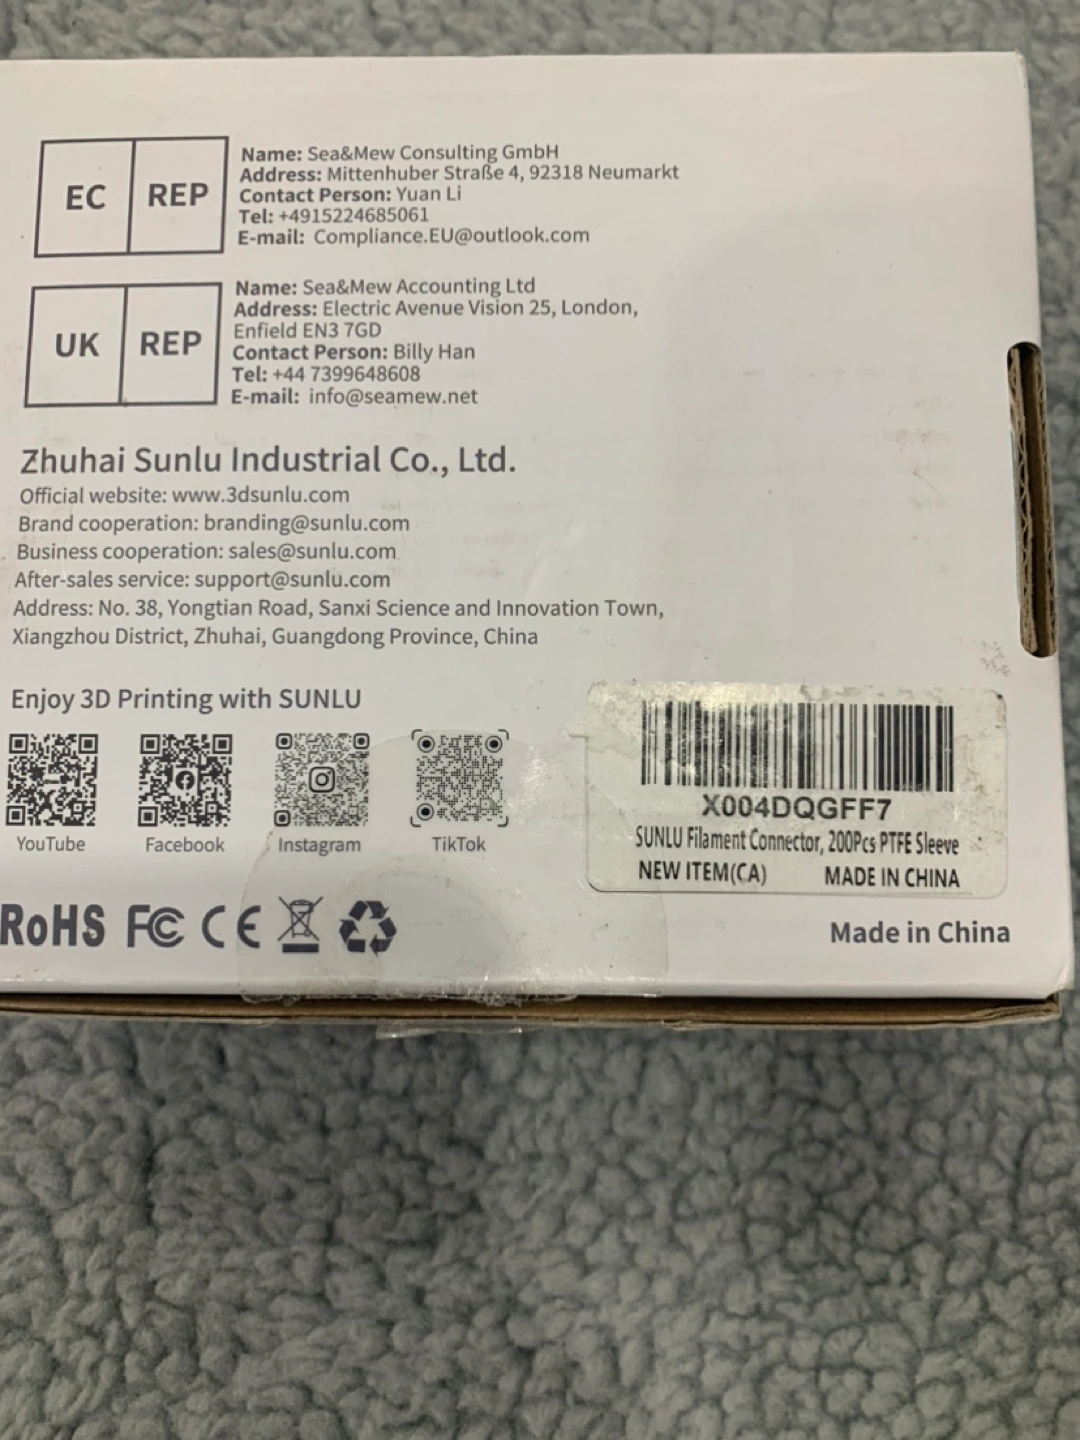 EC REP
Name: Sea&Mew Consulting GmbH
Address: Mittenhuber Straße 4, 92318 Neumarkt
Contact Person: Yuan Li
Tel: +4915224685061
E-mail: Compliance.EU@outlook.com
UK REP
Name: Sea&Mew Accounting Ltd
Address: Electric Avenue Vision 25, London,
Enfield EN3 7GD
Contact Person: Billy Han
Tel: +44 7399648608
E-mail: info@seamew.net
Zhuhai Sunlu Industrial Co., Ltd.
Official website: www.3dsunlu.com
Brand cooperation: branding@sunlu.com
Business cooperation: sales@sunlu.com
After-sales service: support@sunlu.com
Address: No. 38, Yongtian Road, Sanxi Science and Innovation Town,
Xiangzhou District, Zhuhai, Guangdong Province, China
Enjoy 3D Printing with SUNLU
YouTube Facebook Instagram TikTok
X004DQGFF7
SUNLU Filament Connector, 200Pcs PTFE Sleeve
NEW ITEM(CA) MADE IN CHINA
RoHS FC CE
Made in China